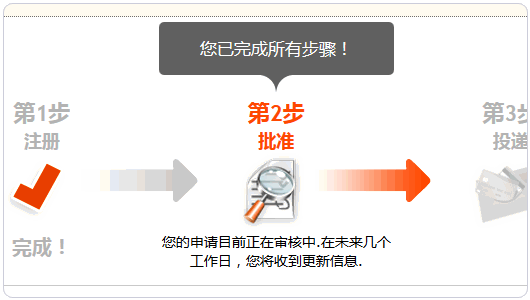 您已完成所有步骤！
第1步
注册
完成！
第2步
批准
您的申请目前正在审核中.在未来几个
工作日，您将收到更新信息.
第3步
投递